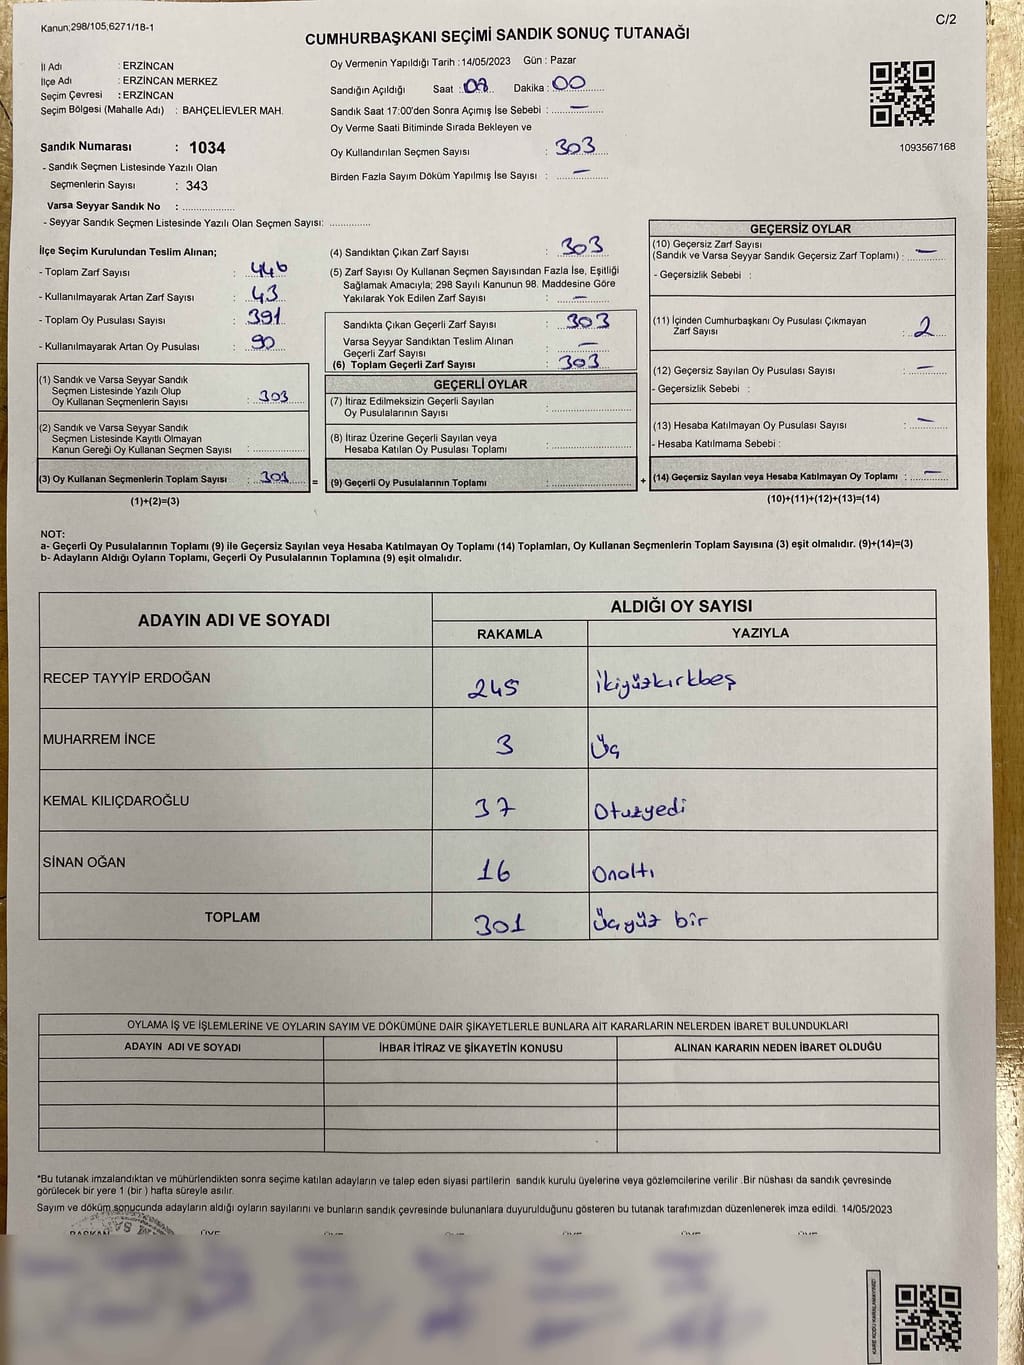 Kanun;298/105,6271/18-1
C/2
CUMHURBAŞKANI SEÇİMİ SANDIK SONUÇ TUTANAĞI
İl Adı : ERZİNCAN
İlçe Adı : ERZİNCAN MERKEZ
Seçim Çevresi : ERZİNCAN
Seçim Bölgesi (Mahalle Adı) : BAHÇELİEVLER MAH.
Sandık Numarası : 1034
- Sandık Seçmen Listesinde Yazılı Olan
Seçmenlerin Sayısı : 343
Varsa Seyyar Sandık No : ..............
- Seyyar Sandık Seçmen Listesinde Yazılı Olan Seçmen Sayısı: ..............
Oy Vermenin Yapıldığı Tarih :14/05/2023 Gün : Pazar
Sandığın Açıldığı Saat : 08 Dakika : 00
Sandık Saat 17:00'den Sonra Açımış İse Sebebi : —
Oy Verme Saati Bitiminde Sırada Bekleyen ve
Oy Kullandırılan Seçmen Sayısı : 303
Birden Fazla Sayım Döküm Yapılmış İse Sayısı : —
1093567168
İlçe Seçim Kurulundan Teslim Alınan;
- Toplam Zarf Sayısı : 446
- Kullanılmayarak Artan Zarf Sayısı : 43
- Toplam Oy Pusulası Sayısı : 391
- Kullanılmayarak Artan Oy Pusulası : 90
(1) Sandık ve Varsa Seyyar Sandık
Seçmen Listesinde Yazılı Olup
Oy Kullanan Seçmenlerin Sayısı : 303
(2) Sandık ve Varsa Seyyar Sandık
Seçmen Listesinde Kayıtlı Olmayan
Kanun Gereği Oy Kullanan Seçmen Sayısı : ..............
(3) Oy Kullanan Seçmenlerin Toplam Sayısı : 303 =
(1)+(2)=(3)
(4) Sandıktan Çıkan Zarf Sayısı : 303
(5) Zarf Sayısı Oy Kullanan Seçmen Sayısından Fazla İse, Eşitliği
Sağlamak Amacıyla; 298 Sayılı Kanunun 98. Maddesine Göre
Yakılarak Yok Edilen Zarf Sayısı : —
Sandıkta Çıkan Geçerli Zarf Sayısı : 303
Varsa Seyyar Sandıktan Teslim Alınan
Geçerli Zarf Sayısı : —
(6) Toplam Geçerli Zarf Sayısı : 303
GEÇERLİ OYLAR
(7) İtiraz Edilmeksizin Geçerli Sayılan
Oy Pusulalarının Sayısı : ..............
(8) İtiraz Üzerine Geçerli Sayılan veya
Hesaba Katılan Oy Pusulası Toplamı : ..............
(9) Geçerli Oy Pusulalarının Toplamı : .............. +
GEÇERSİZ OYLAR
(10) Geçersiz Zarf Sayısı
(Sandık ve Varsa Seyyar Sandık Geçersiz Zarf Toplamı) : —
- Geçersizlik Sebebi :
(11) İçinden Cumhurbaşkanı Oy Pusulası Çıkmayan
Zarf Sayısı : 2
(12) Geçersiz Sayılan Oy Pusulası Sayısı : —
- Geçersizlik Sebebi :
(13) Hesaba Katılmayan Oy Pusulası Sayısı : —
- Hesaba Katılmama Sebebi :
(14) Geçersiz Sayılan veya Hesaba Katılmayan Oy Toplamı : —
(10)+(11)+(12)+(13)=(14)
NOT:
a- Geçerli Oy Pusulalarının Toplamı (9) ile Geçersiz Sayılan veya Hesaba Katılmayan Oy Toplamı (14) Toplamları, Oy Kullanan Seçmenlerin Toplam Sayısına (3) eşit olmalıdır. (9)+(14)=(3)
b- Adayların Aldığı Oyların Toplamı, Geçerli Oy Pusulalarının Toplamına (9) eşit olmalıdır.
ADAYIN ADI VE SOYADI
ALDIĞI OY SAYISI
RAKAMLA YAZIYLA
RECEP TAYYİP ERDOĞAN 245 İkiyüzkırkbeş
MUHARREM İNCE 3 Üç
KEMAL KILIÇDAROĞLU 37 Otuzyedi
SİNAN OĞAN 16 Onaltı
TOPLAM 301 Üçyüz bir
OYLAMA İŞ VE İŞLEMLERİNE VE OYLARIN SAYIM VE DÖKÜMÜNE DAİR ŞİKAYETLERLE BUNLARA AİT KARARLARIN NELERDEN İBARET BULUNDUKLARI
ADAYIN ADI VE SOYADI İHBAR İTİRAZ VE ŞİKAYETİN KONUSU ALINAN KARARIN NEDEN İBARET OLDUĞU
*Bu tutanak imzalandıktan ve mühürlendikten sonra seçime katılan adayların ve talep eden siyasi partilerin sandık kurulu üyelerine veya gözlemcilerine verilir .Bir nüshası da sandık çevresinde
görülecek bir yere 1 (bir ) hafta süreyle asılır.
Sayım ve döküm sonucunda adayların aldığı oyların sayılarını ve bunların sandık çevresinde bulunanlara duyurulduğunu gösteren bu tutanak tarafımızdan düzenlenerek imza edildi. 14/05/2023
BAŞKAN ÜYE ÜYE ÜYE ÜYE ÜYE ÜYE